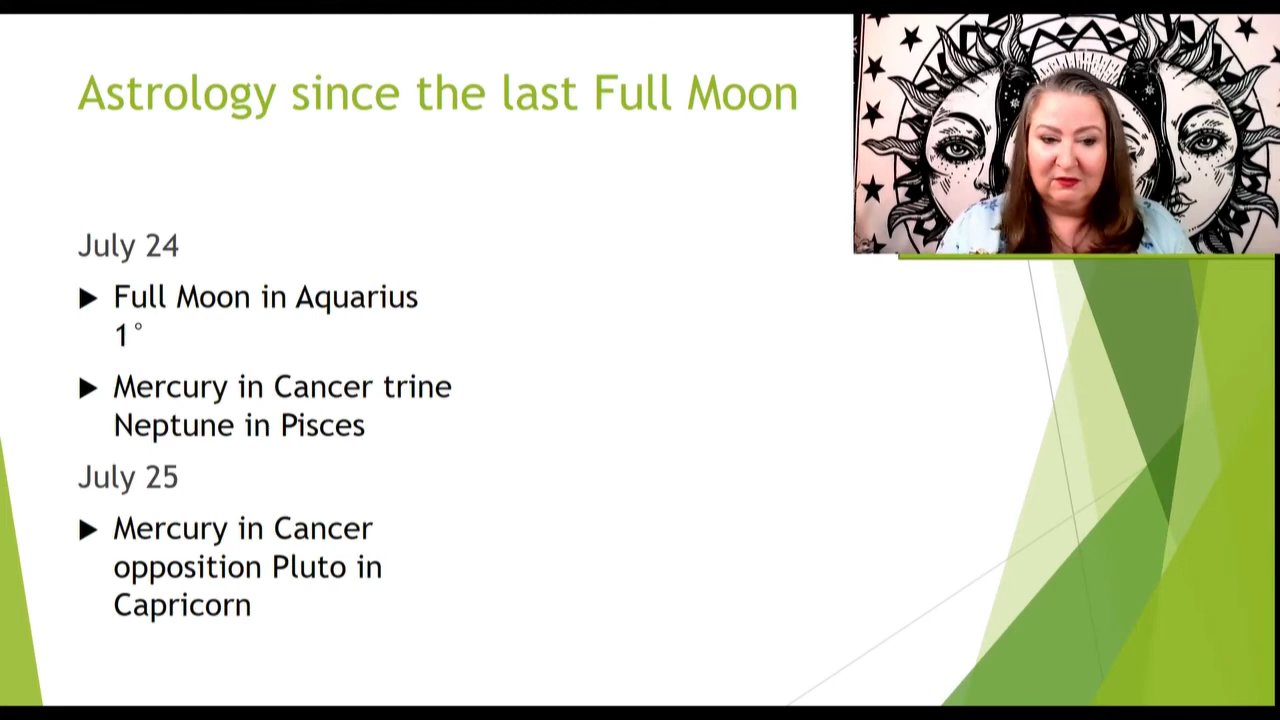 Astrology since the last Full Moon
July 24
Full Moon in Aquarius
1°
Mercury in Cancer trine
Neptune in Pisces
July 25
Mercury in Cancer
opposition Pluto in
Capricorn